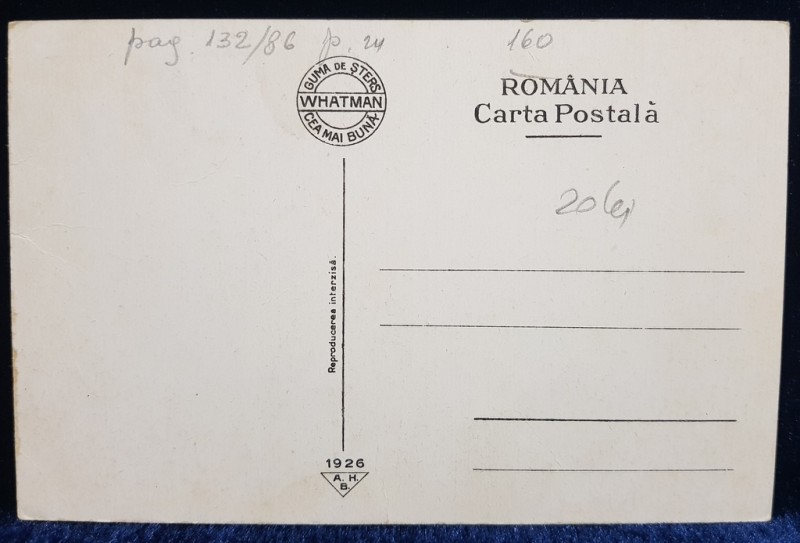 pag. 132/86 p. 24
160
GUMA DE ȘTERS
WHATMAN
CEA MAI BUNĂ
ROMÂNIA
Carta Postală
20 lei
Reproducerea interzisă.
1926
A. H.
B.